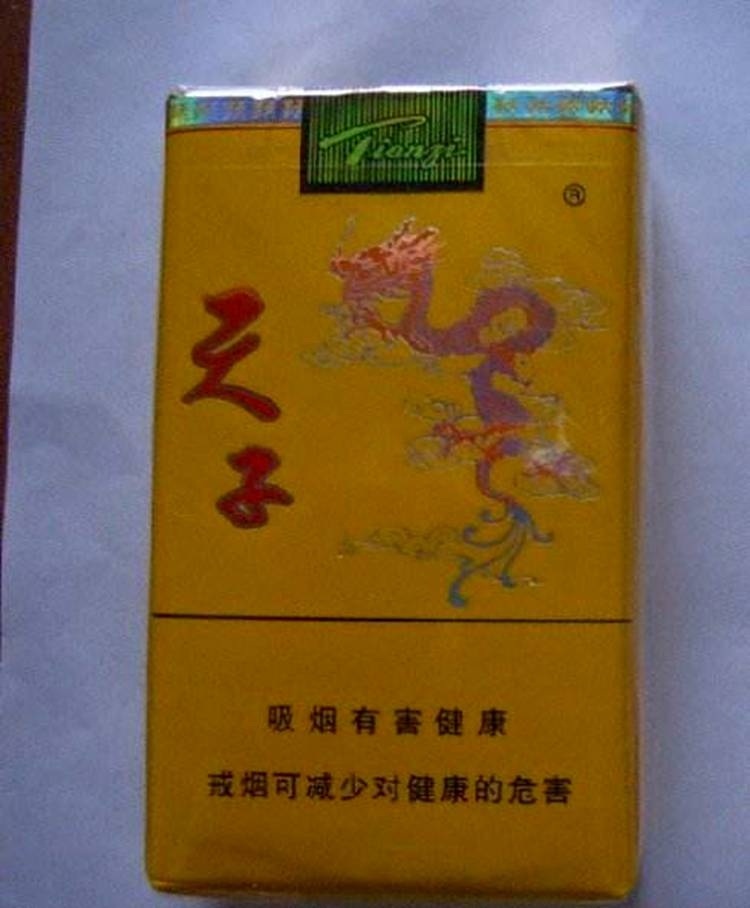 Tianzi
®
天子
吸烟有害健康
戒烟可减少对健康的危害